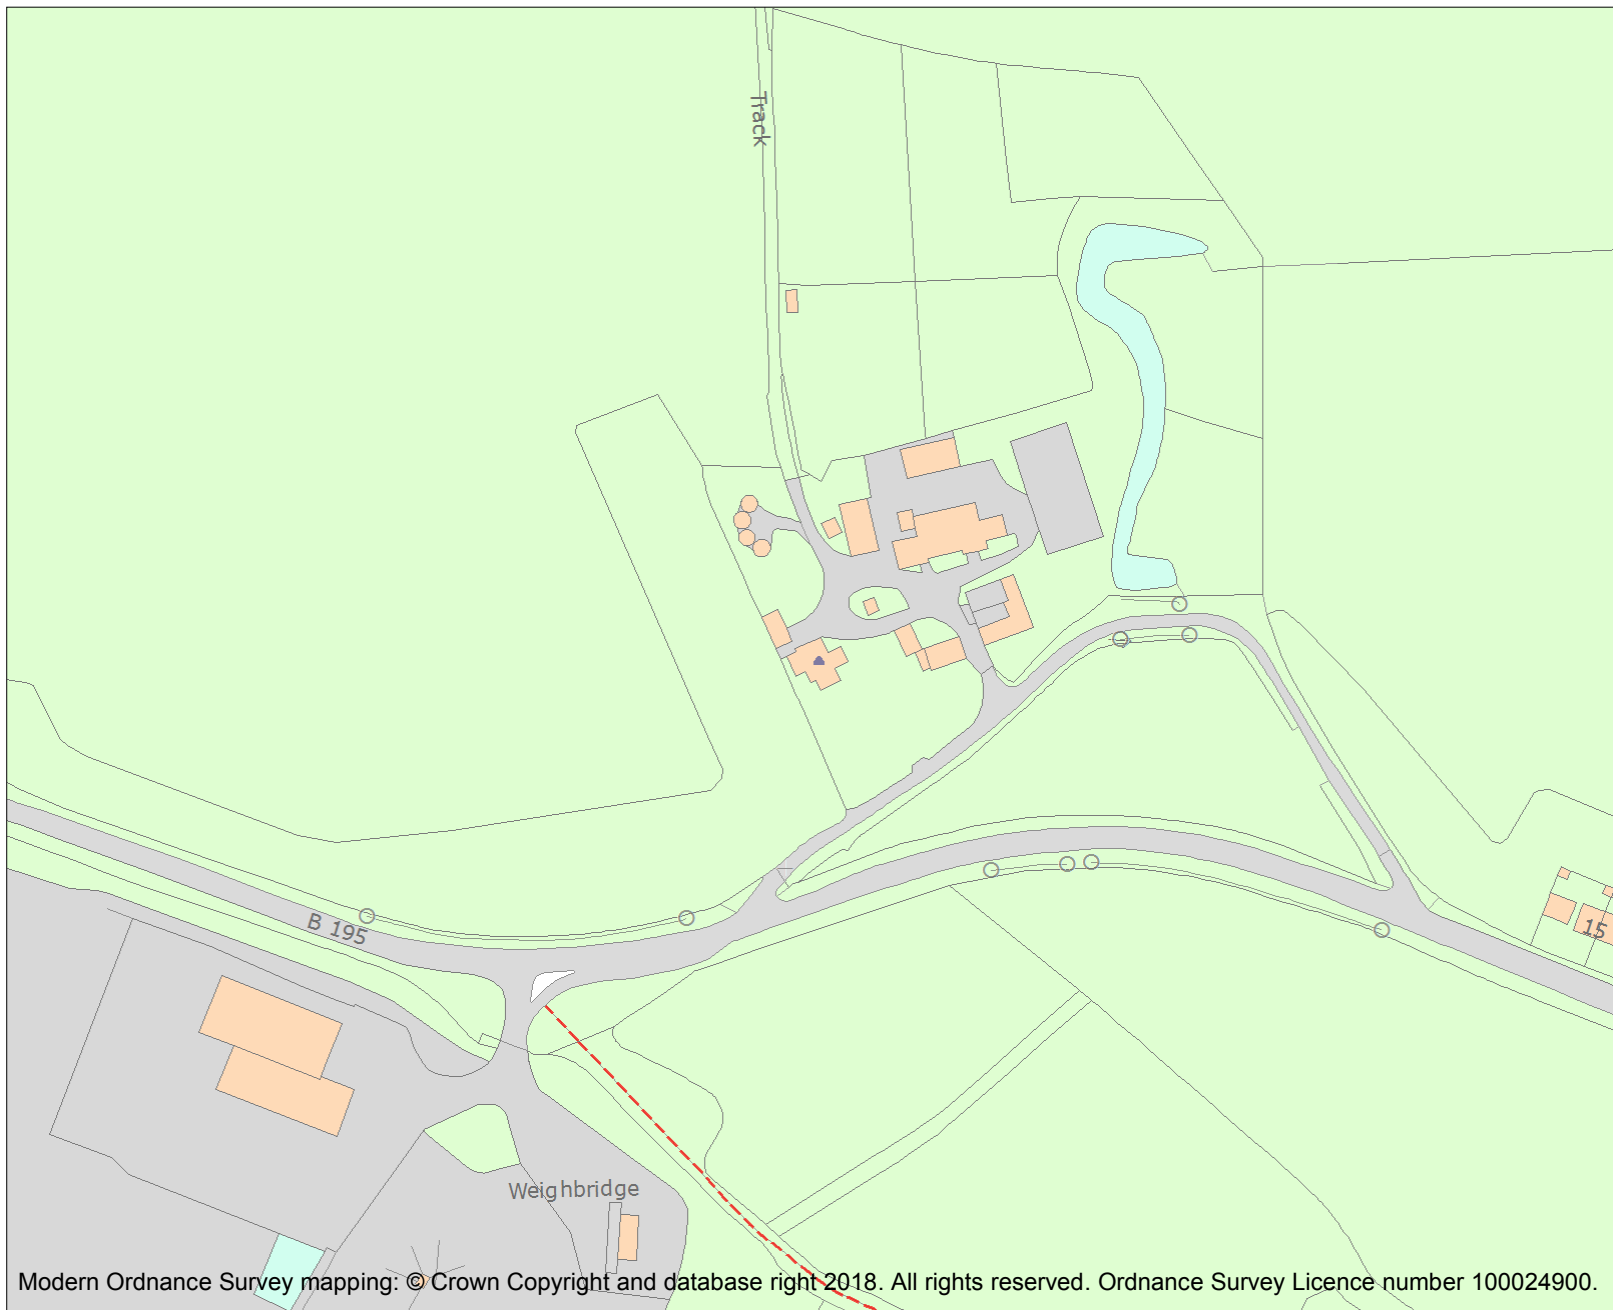 Track
B 195
15
Weighbridge
Modern Ordnance Survey mapping: © Crown Copyright and database right 2018. All rights reserved. Ordnance Survey Licence number 100024900.